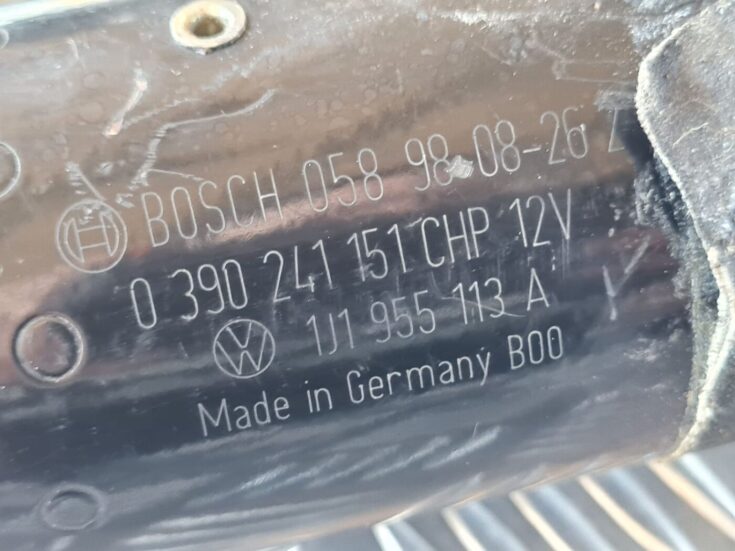 BOSCH 058 98-08-26
0 390 241 151 CHP 12V
1J1 955 113 A
Made in Germany B00